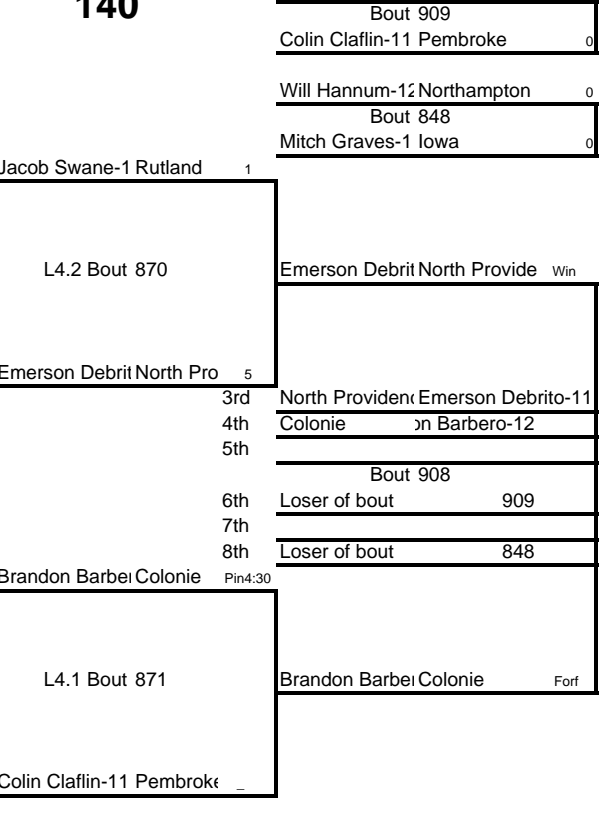 140
Bout 909
Colin Claflin-11 Pembroke 0
Will Hannum-12 Northampton 0
Bout 848
Mitch Graves-1 Iowa 0
Jacob Swane-1 Rutland 1
L4.2 Bout 870
Emerson Debrit North Provide Win
Emerson Debrit North Pro 5
3rd North Providenc Emerson Debrito-11
4th Colonie on Barbero-12
5th
Bout 908
6th Loser of bout 909
7th
8th Loser of bout 848
Brandon Barber Colonie Pin4:30
L4.1 Bout 871
Brandon Barber Colonie Forf
Colin Claflin-11 Pembroke _